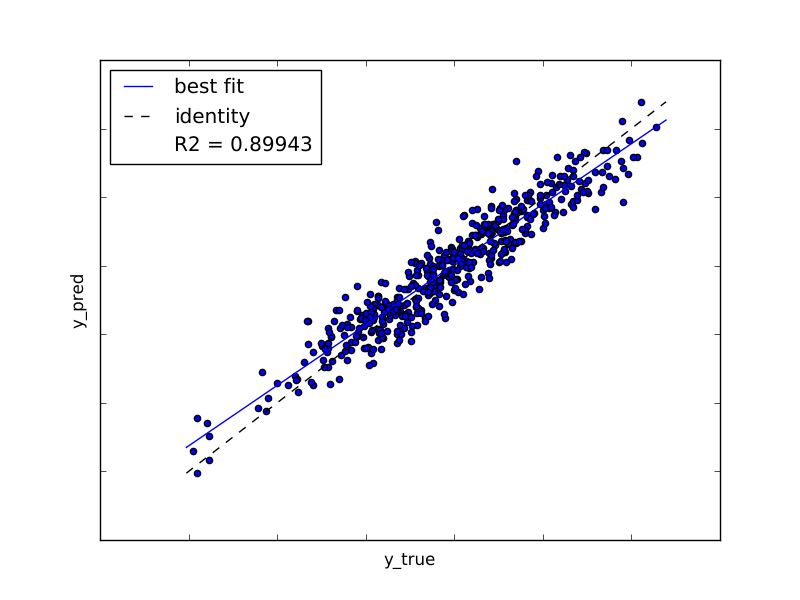 best fit
identity
R2 = 0.89943
y_pred
y_true